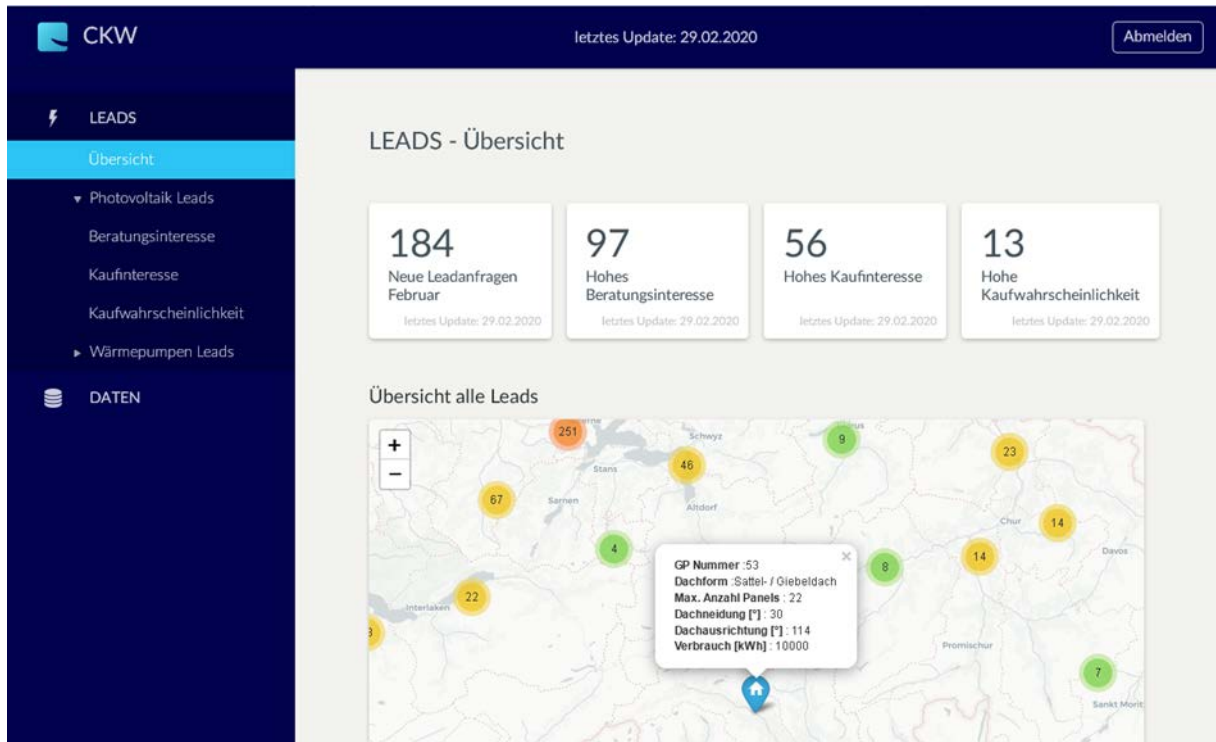 CKW
letztes Update: 29.02.2020
Abmelden
LEADS
Übersicht
Photovoltaik Leads
Beratungsinteresse
Kaufinteresse
Kaufwahrscheinlichkeit
Wärmepumpen Leads
DATEN
LEADS - Übersicht
184
Neue Leadanfragen
Februar
letztes Update: 29.02.2020
97
Hohes
Beratungsinteresse
letztes Update: 29.02.2020
56
Hohes Kaufinteresse
letztes Update: 29.02.2020
13
Hohe
Kaufwahrscheinlichkeit
letztes Update: 29.02.2020
Übersicht alle Leads
+
−
251
Schwyz
9
23
Stans
46
67
Sarnen
Altdorf
Chur
14
4
14
Davos
8
22
Interlaken
GP Nummer :53
Dachform :Sattel- / Giebeldach
Max. Anzahl Panels : 22
Dachneidung [°] : 30
Dachausrichtung [°] : 114
Verbrauch [kWh] : 10000
×
Promischur
7
Sankt Morit